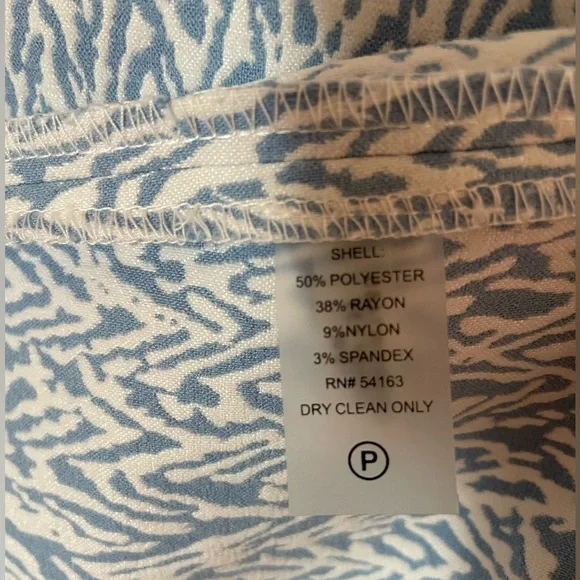 SHELL:
50% POLYESTER
38% RAYON
9%NYLON
3% SPANDEX
RN# 54163
DRY CLEAN ONLY
P